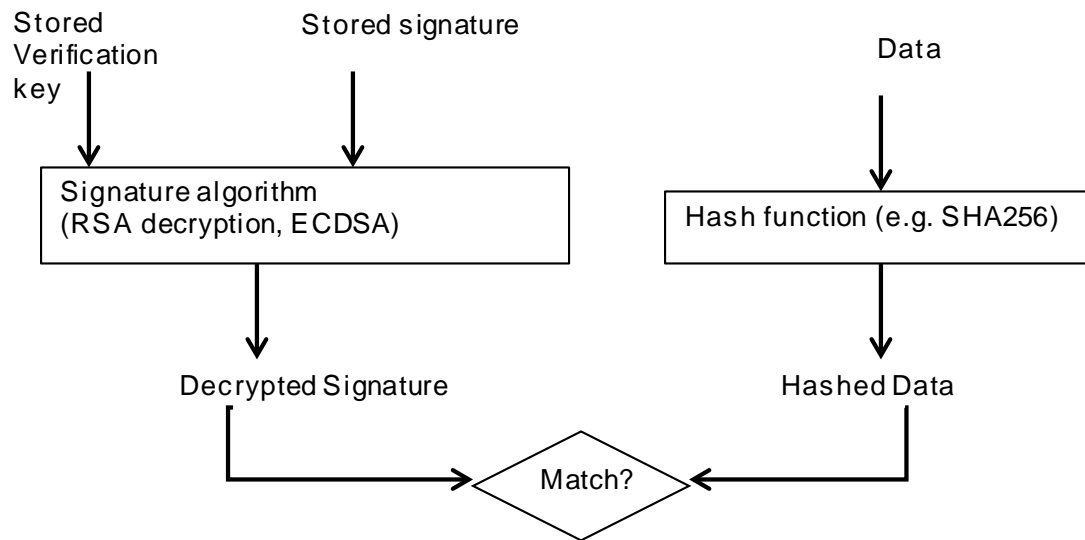 Stored
Verification
key
Stored signature
Data
Signature algorithm
(RSA decryption, ECDSA)
Hash function (e.g. SHA256)
Decrypted Signature
Hashed Data
Match?